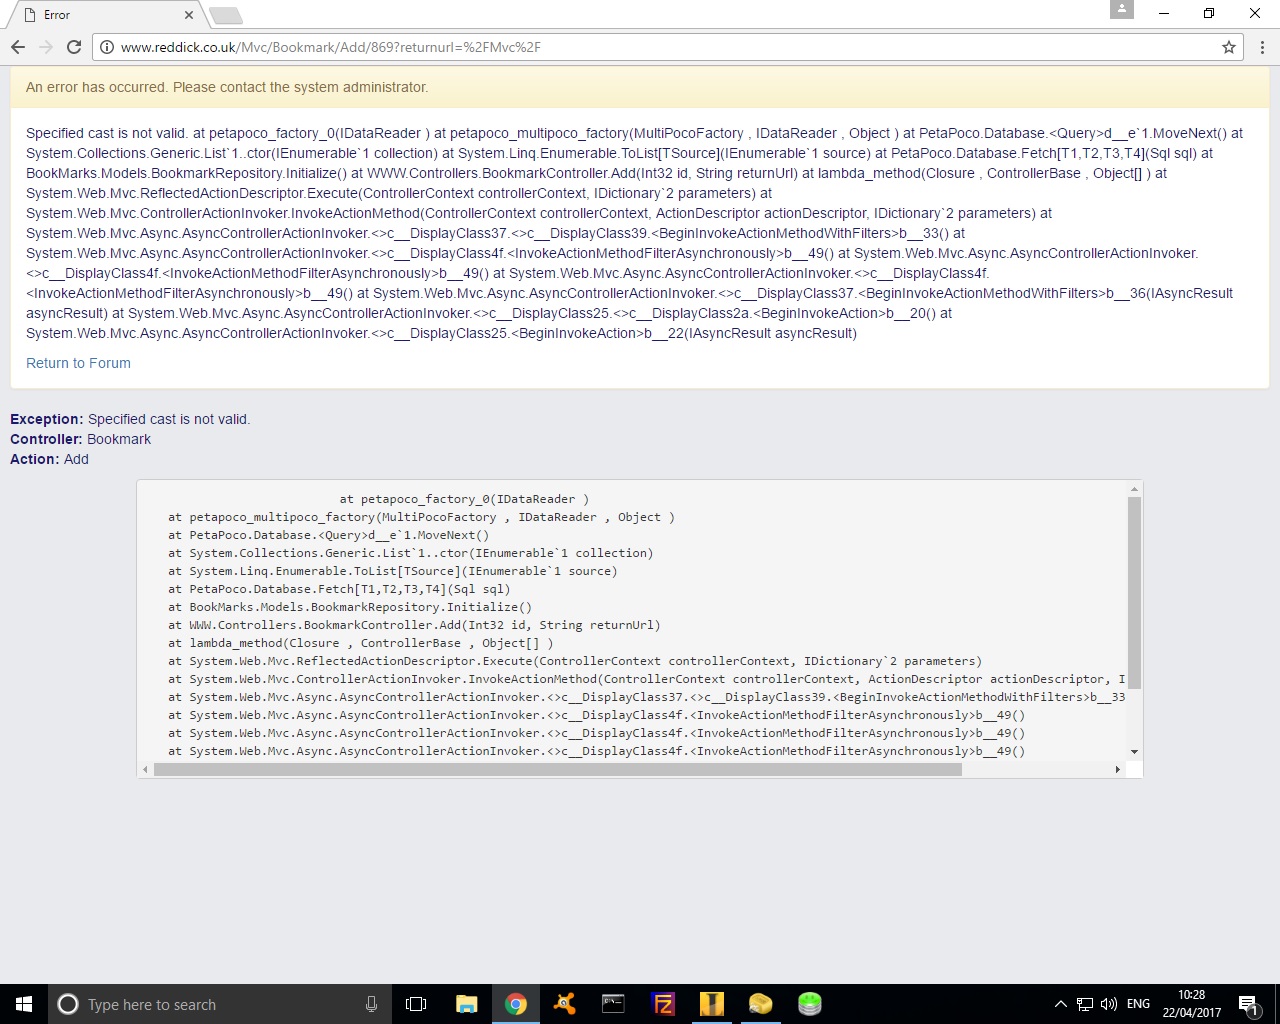 Error
www.reddick.co.uk/Mvc/Bookmark/Add/869?returnurl=%2FMvc%2F
An error has occurred. Please contact the system administrator.
Specified cast is not valid. at petapoco_factory_0(IDataReader ) at petapoco_multipoco_factory(MultiPocoFactory , IDataReader , Object ) at PetaPoco.Database.<Query>d__e`1.MoveNext() at
System.Collections.Generic.List`1..ctor(IEnumerable`1 collection) at System.Linq.Enumerable.ToList[TSource](IEnumerable`1 source) at PetaPoco.Database.Fetch[T1,T2,T3,T4](Sql sql) at
BookMarks.Models.BookmarkRepository.Initialize() at WWW.Controllers.BookmarkController.Add(Int32 id, String returnUrl) at lambda_method(Closure , ControllerBase , Object[] ) at
System.Web.Mvc.ReflectedActionDescriptor.Execute(ControllerContext controllerContext, IDictionary`2 parameters) at
System.Web.Mvc.ControllerActionInvoker.InvokeActionMethod(ControllerContext controllerContext, ActionDescriptor actionDescriptor, IDictionary`2 parameters) at
System.Web.Mvc.Async.AsyncControllerActionInvoker.<>c__DisplayClass37.<>c__DisplayClass39.<BeginInvokeActionMethodWithFilters>b__33() at
System.Web.Mvc.Async.AsyncControllerActionInvoker.<>c__DisplayClass4f.<InvokeActionMethodFilterAsynchronously>b__49() at System.Web.Mvc.Async.AsyncControllerActionInvoker.
<>c__DisplayClass4f.<InvokeActionMethodFilterAsynchronously>b__49() at System.Web.Mvc.Async.AsyncControllerActionInvoker.<>c__DisplayClass4f.
<InvokeActionMethodFilterAsynchronously>b__49() at System.Web.Mvc.Async.AsyncControllerActionInvoker.<>c__DisplayClass37.<BeginInvokeActionMethodWithFilters>b__36(IAsyncResult
asyncResult) at System.Web.Mvc.Async.AsyncControllerActionInvoker.<>c__DisplayClass25.<>c__DisplayClass2a.<BeginInvokeAction>b__20() at
System.Web.Mvc.Async.AsyncControllerActionInvoker.<>c__DisplayClass25.<BeginInvokeAction>b__22(IAsyncResult asyncResult)
Return to Forum
Exception: Specified cast is not valid.
Controller: Bookmark
Action: Add
at petapoco_factory_0(IDataReader )
at petapoco_multipoco_factory(MultiPocoFactory , IDataReader , Object )
at PetaPoco.Database.<Query>d__e`1.MoveNext()
at System.Collections.Generic.List`1..ctor(IEnumerable`1 collection)
at System.Linq.Enumerable.ToList[TSource](IEnumerable`1 source)
at PetaPoco.Database.Fetch[T1,T2,T3,T4](Sql sql)
at BookMarks.Models.BookmarkRepository.Initialize()
at WWW.Controllers.BookmarkController.Add(Int32 id, String returnUrl)
at lambda_method(Closure , ControllerBase , Object[] )
at System.Web.Mvc.ReflectedActionDescriptor.Execute(ControllerContext controllerContext, IDictionary`2 parameters)
at System.Web.Mvc.ControllerActionInvoker.InvokeActionMethod(ControllerContext controllerContext, ActionDescriptor actionDescriptor, I
at System.Web.Mvc.Async.AsyncControllerActionInvoker.<>c__DisplayClass37.<>c__DisplayClass39.<BeginInvokeActionMethodWithFilters>b__33
at System.Web.Mvc.Async.AsyncControllerActionInvoker.<>c__DisplayClass4f.<InvokeActionMethodFilterAsynchronously>b__49()
at System.Web.Mvc.Async.AsyncControllerActionInvoker.<>c__DisplayClass4f.<InvokeActionMethodFilterAsynchronously>b__49()
at System.Web.Mvc.Async.AsyncControllerActionInvoker.<>c__DisplayClass4f.<InvokeActionMethodFilterAsynchronously>b__49()
Type here to search
ENG
10:28
22/04/2017
1